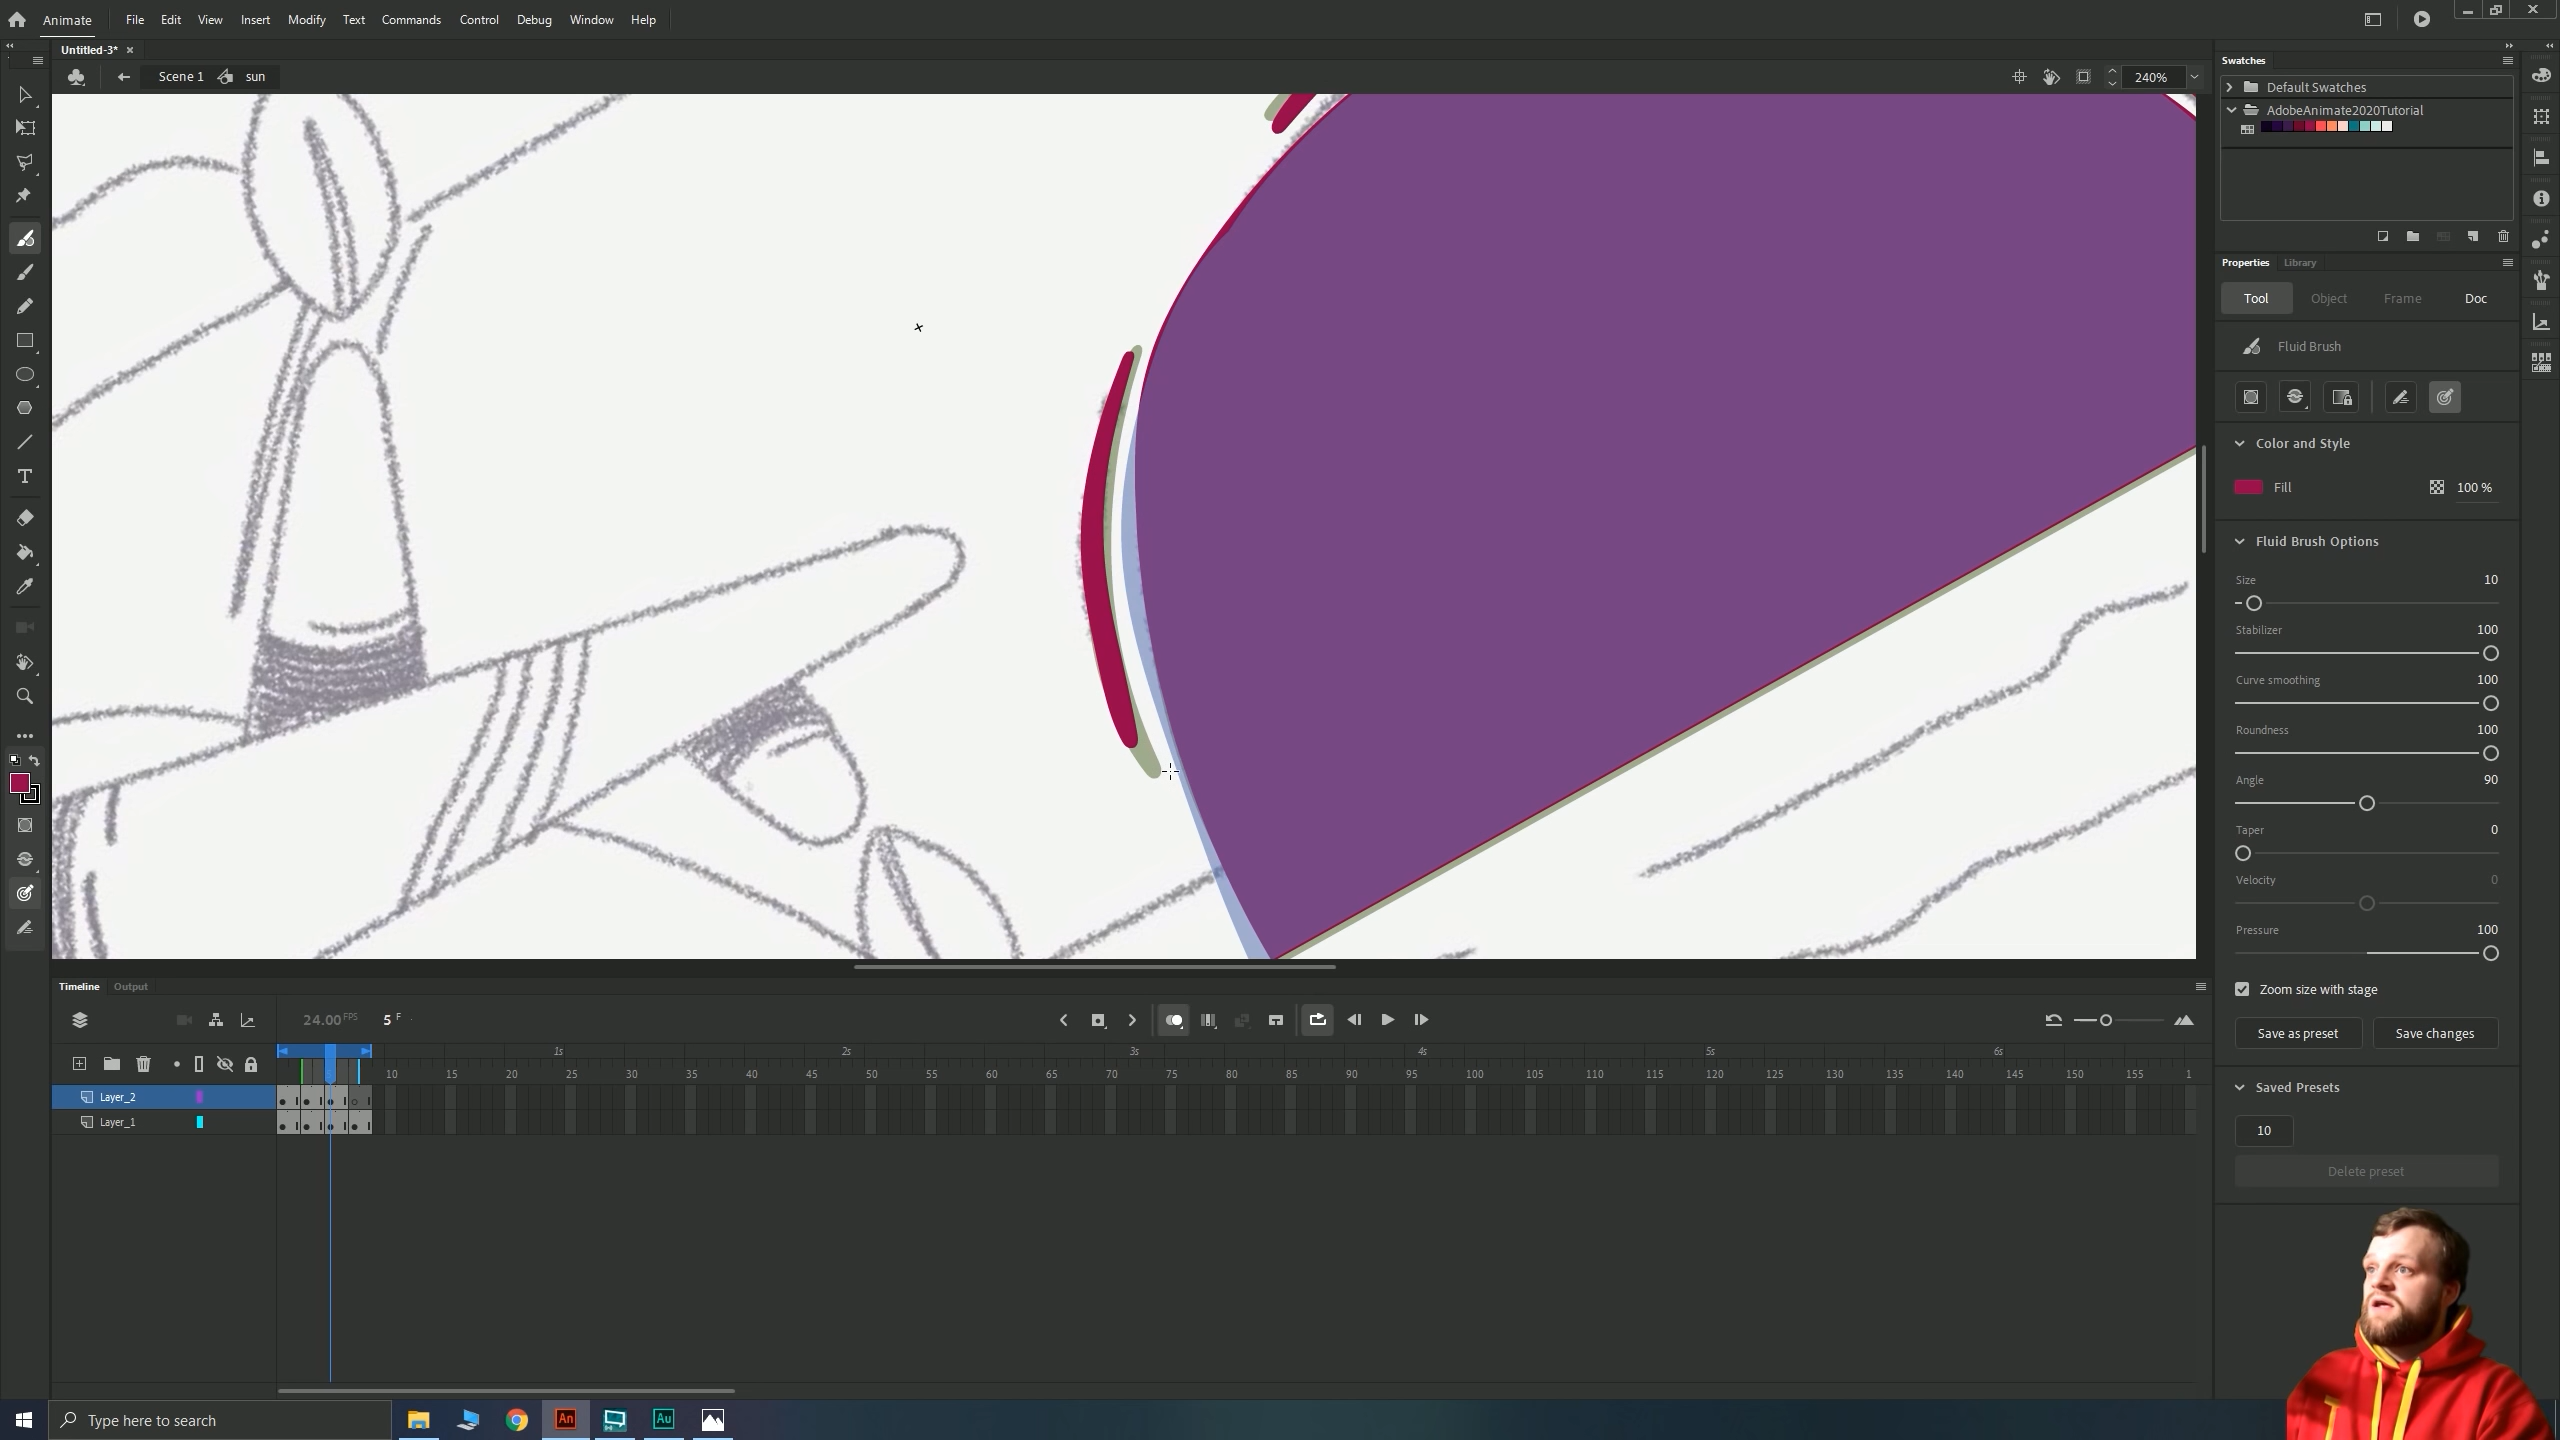 Animate File Edit View Insert Modify Text Commands Control Debug Window Help
Untitled-3*
Scene 1 sun 240%
Swatches
Default Swatches
AdobeAnimate2020Tutorial
Properties Library
Tool Object Frame Doc
Fluid Brush
Color and Style
Fill 100 %
Fluid Brush Options
Size 10
Stabilizer 100
Curve smoothing 100
Roundness 100
Angle 90
Taper 0
Velocity 0
Pressure 100
Zoom size with stage
Save as preset Save changes
Saved Presets
10
Delete preset
Timeline Output
24.00 FPS 5 F
1s 2s 3s 4s 5s 6s
10 15 20 25 30 35 40 45 50 55 60 65 70 75 80 85 90 95 100 105 110 115 120 125 130 135 140 145 150 155 1
Layer_2
Layer_1
Type here to search An Au